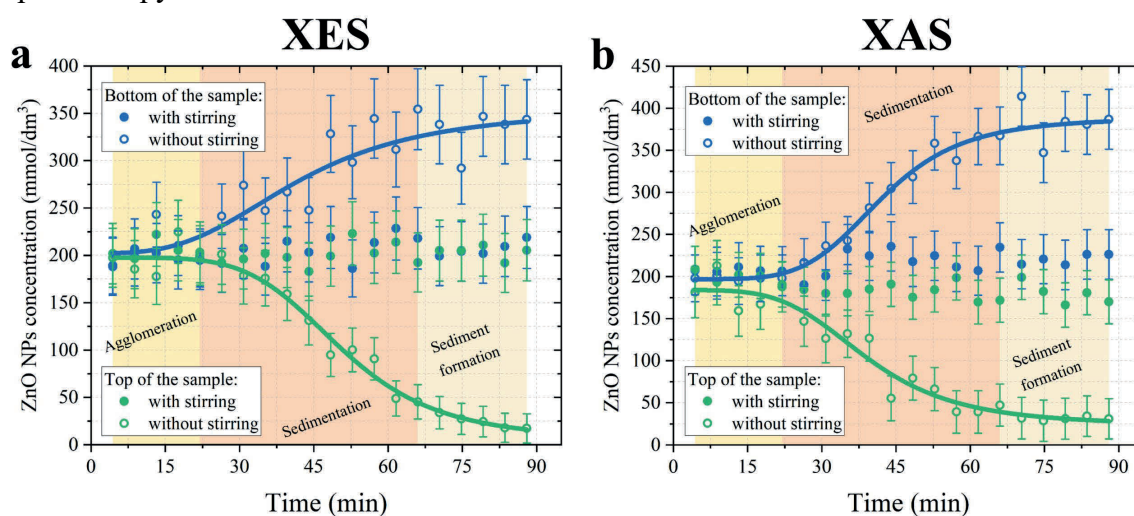 XES
XAS
a
b
ZnO NPs concentration (mmol/dm³)
400
350
300
250
200
150
100
50
0
Bottom of the sample:
with stirring
without stirring
Agglomeration
Sedimentation
Sediment
formation
Top of the sample:
with stirring
without stirring
0
15
30
45
60
75
90
Time (min)
ZnO NPs concentration (mmol/dm³)
450
400
350
300
250
200
150
100
50
0
Sedimentation
Bottom of the sample:
with stirring
without stirring
Agglomeration
Top of the sample:
with stirring
without stirring
Sediment
formation
0
15
30
45
60
75
90
Time (min)